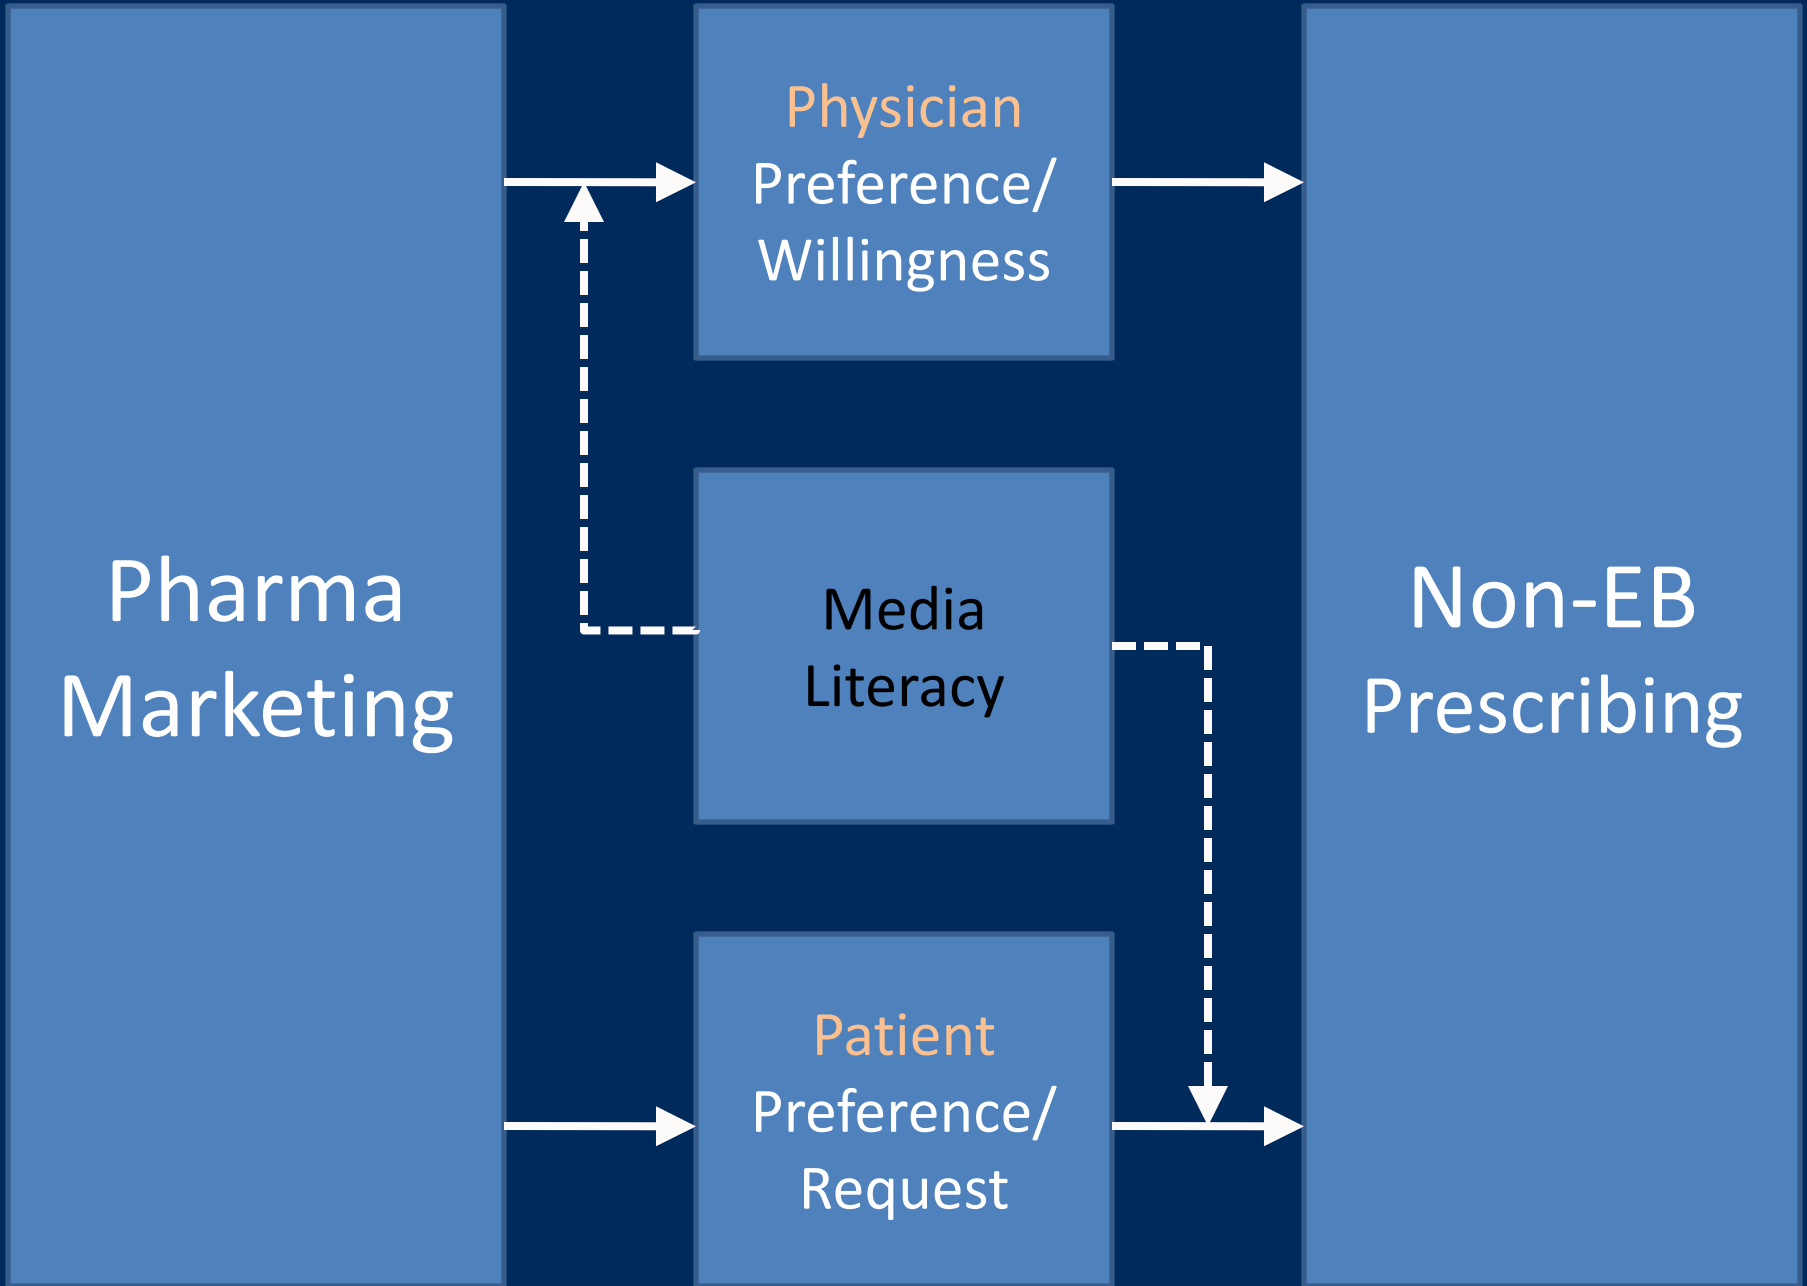 Pharma
Marketing
Physician
Preference/
Willingness
Media
Literacy
Patient
Preference/
Request
Non-EB
Prescribing